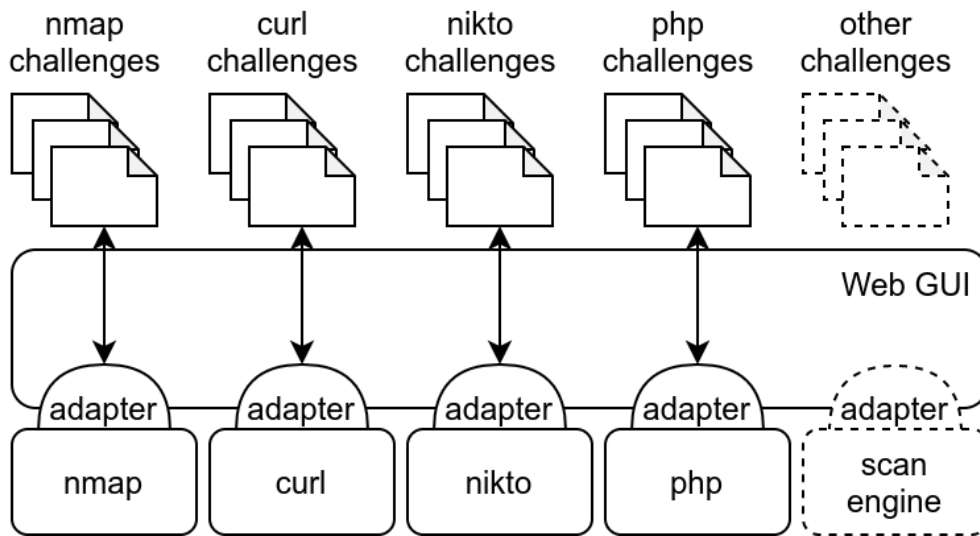 nmap
challenges
curl
challenges
nikto
challenges
php
challenges
other
challenges
Web GUI
adapter
adapter
adapter
adapter
adapter
nmap
curl
nikto
php
scan
engine